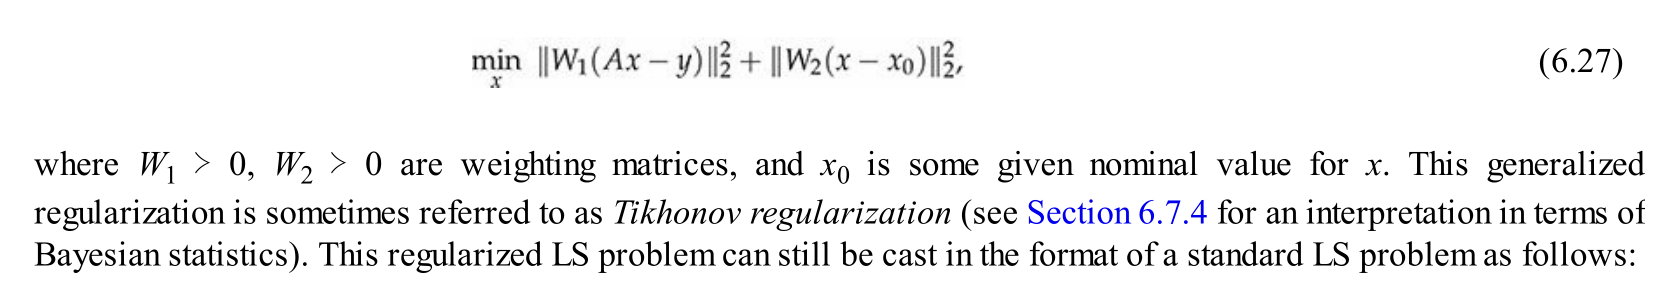 min ‖W₁(Ax − y)‖₂² + ‖W₂(x − x₀)‖₂², (6.27)
x
where W₁ > 0, W₂ > 0 are weighting matrices, and x₀ is some given nominal value for x. This generalized
regularization is sometimes referred to as Tikhonov regularization (see Section 6.7.4 for an interpretation in terms of
Bayesian statistics). This regularized LS problem can still be cast in the format of a standard LS problem as follows: